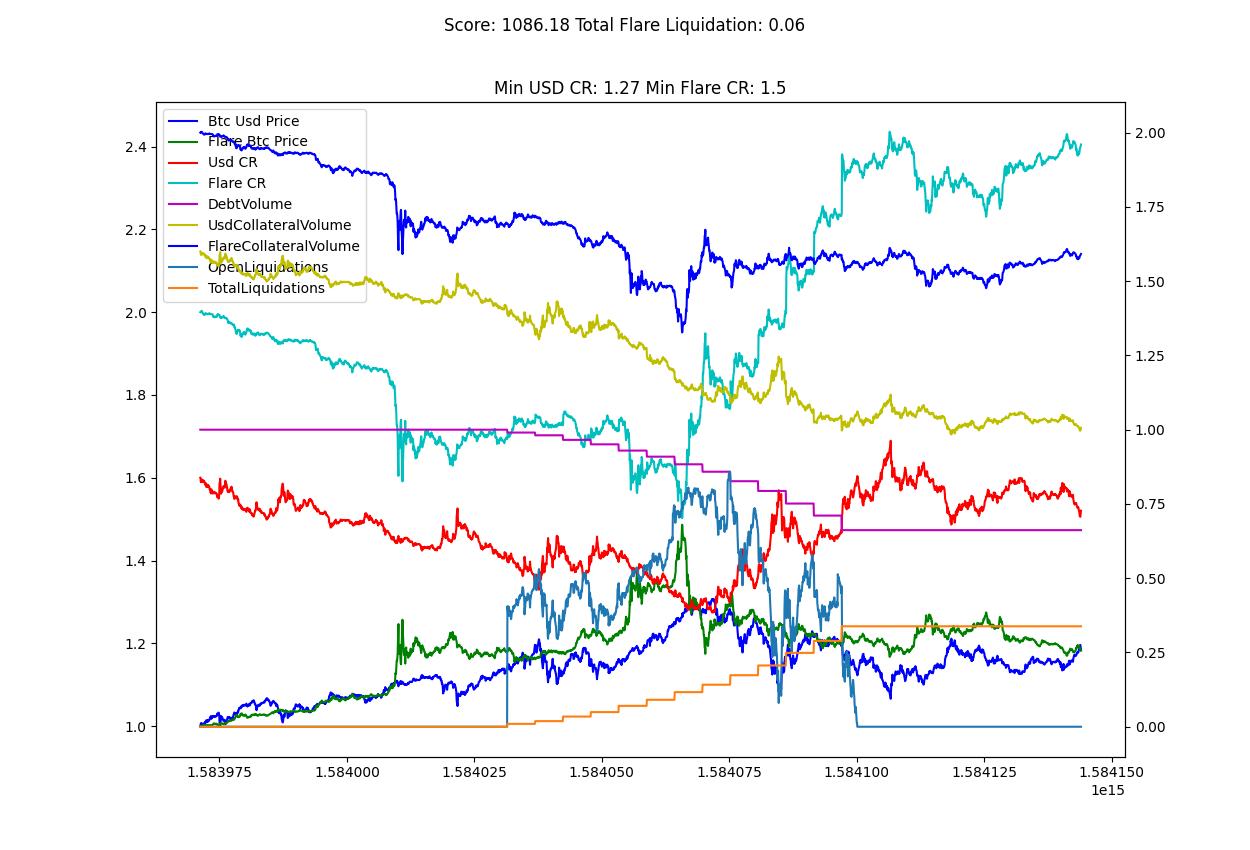 Score: 1086.18 Total Flare Liquidation: 0.06
Min USD CR: 1.27 Min Flare CR: 1.5
Btc Usd Price
Flare Btc Price
Usd CR
Flare CR
DebtVolume
UsdCollateralVolume
FlareCollateralVolume
OpenLiquidations
TotalLiquidations
2.4
2.2
2.0
1.8
1.6
1.4
1.2
1.0
2.00
1.75
1.50
1.25
1.00
0.75
0.50
0.25
0.00
1.583975 1.584000 1.584025 1.584050 1.584075 1.584100 1.584125 1.584150
1e15